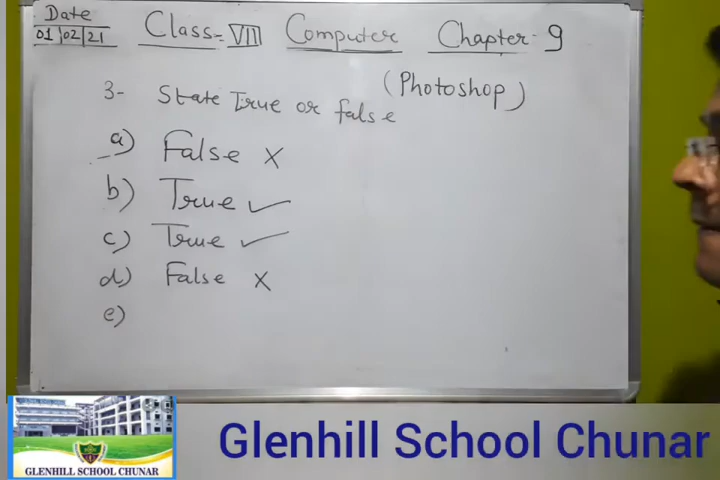 Date
01/02/21
Class= VIII Computer Chapter-9
(Photoshop)
3- State True or false
a) False ×
b) True ✓
c) True ✓
d) False ×
e)
GLENHILL SCHOOL CHUNAR
Glenhill School Chunar